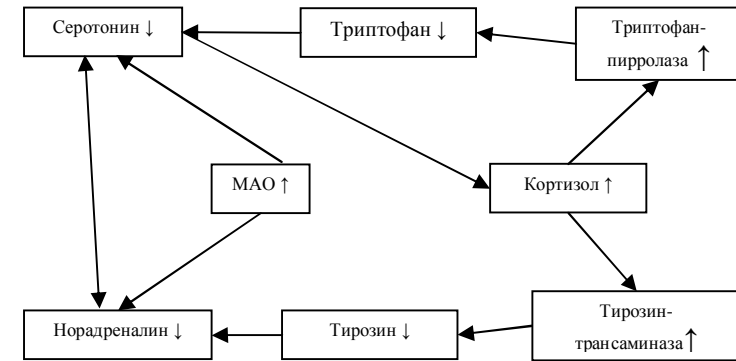 Серотонин ↓
Триптофан ↓
Триптофан-
пирролаза ↑
МАО ↑
Кортизол ↑
Норадреналин ↓
Тирозин ↓
Тирозин-
трансаминаза ↑